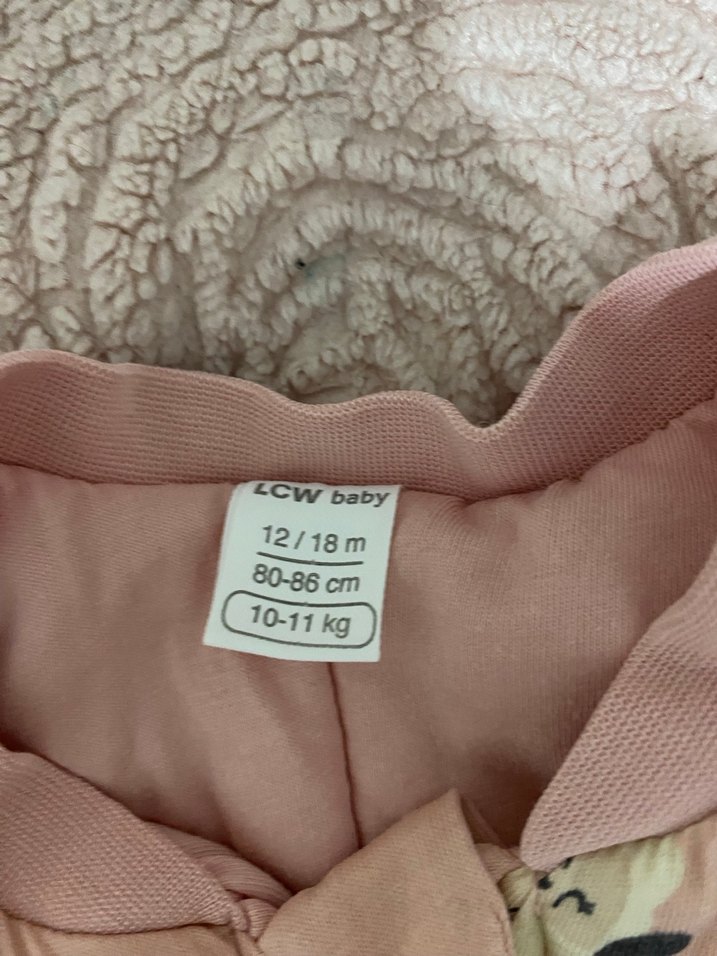 LCW baby
12 / 18 m
80-86 cm
10-11 kg